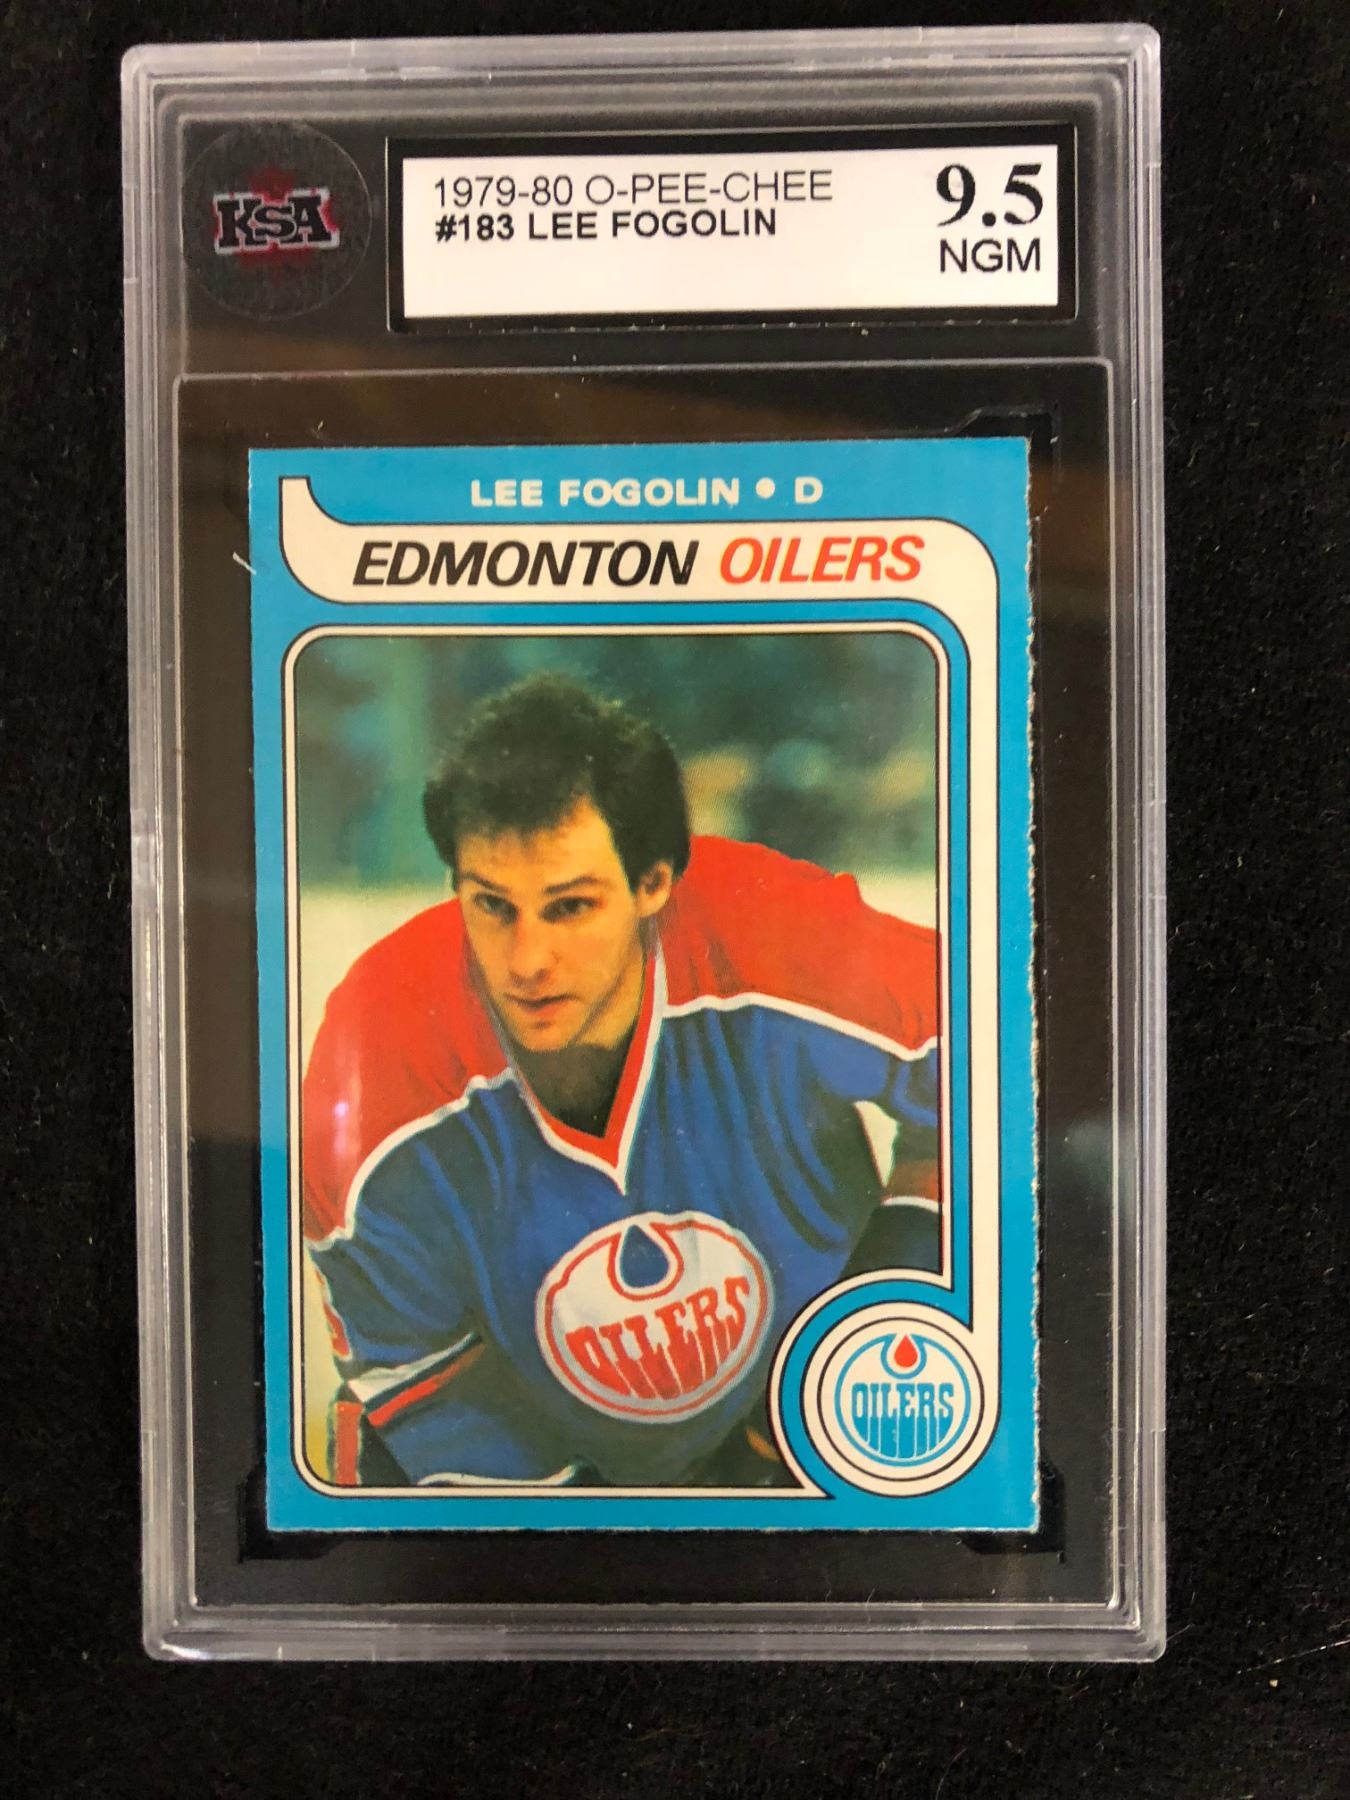 KSA
1979-80 O-PEE-CHEE
#183 LEE FOGOLIN
9.5
NGM
LEE FOGOLIN • D
EDMONTON OILERS
OILERS
OILERS